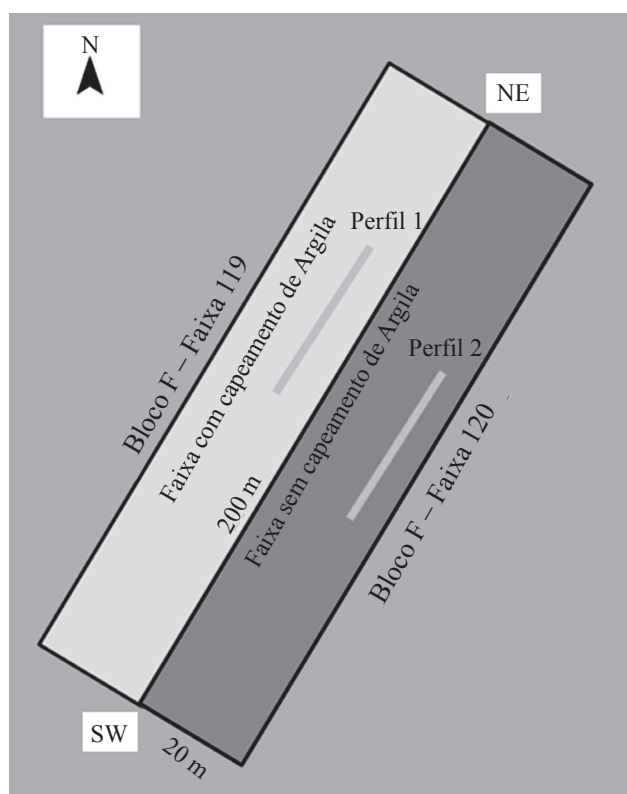 N
NE
Perfil 1
Bloco F – Faixa 119
Faixa com capeamento de Argila
Perfil 2
Faixa sem capeamento de Argila
200 m
Bloco F – Faixa 120
SW
20 m